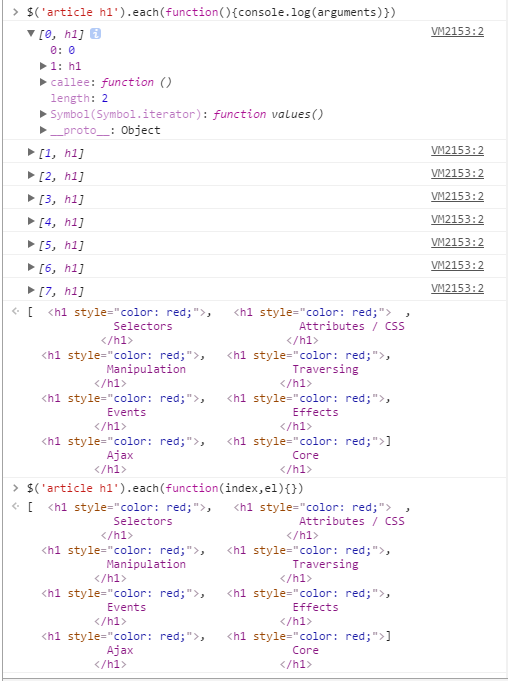 > $('article h1').each(function(){console.log(arguments)})
▼ [0, h1] i VM2153:2
0: 0
▶ 1: h1
▶ callee: function ()
length: 2
▶ Symbol(Symbol.iterator): function values()
▶ __proto__: Object
▶ [1, h1] VM2153:2
▶ [2, h1] VM2153:2
▶ [3, h1] VM2153:2
▶ [4, h1] VM2153:2
▶ [5, h1] VM2153:2
▶ [6, h1] VM2153:2
▶ [7, h1] VM2153:2
[ <h1 style="color: red;">, <h1 style="color: red;"> ,
Selectors Attributes / CSS
</h1> </h1>
<h1 style="color: red;">, <h1 style="color: red;">,
Manipulation Traversing
</h1> </h1>
<h1 style="color: red;">, <h1 style="color: red;">,
Events Effects
</h1> </h1>
<h1 style="color: red;">, <h1 style="color: red;">]
Ajax Core
</h1> </h1>
> $('article h1').each(function(index,el){})
[ <h1 style="color: red;">, <h1 style="color: red;"> ,
Selectors Attributes / CSS
</h1> </h1>
<h1 style="color: red;">, <h1 style="color: red;">,
Manipulation Traversing
</h1> </h1>
<h1 style="color: red;">, <h1 style="color: red;">,
Events Effects
</h1> </h1>
<h1 style="color: red;">, <h1 style="color: red;">]
Ajax Core
</h1> </h1>